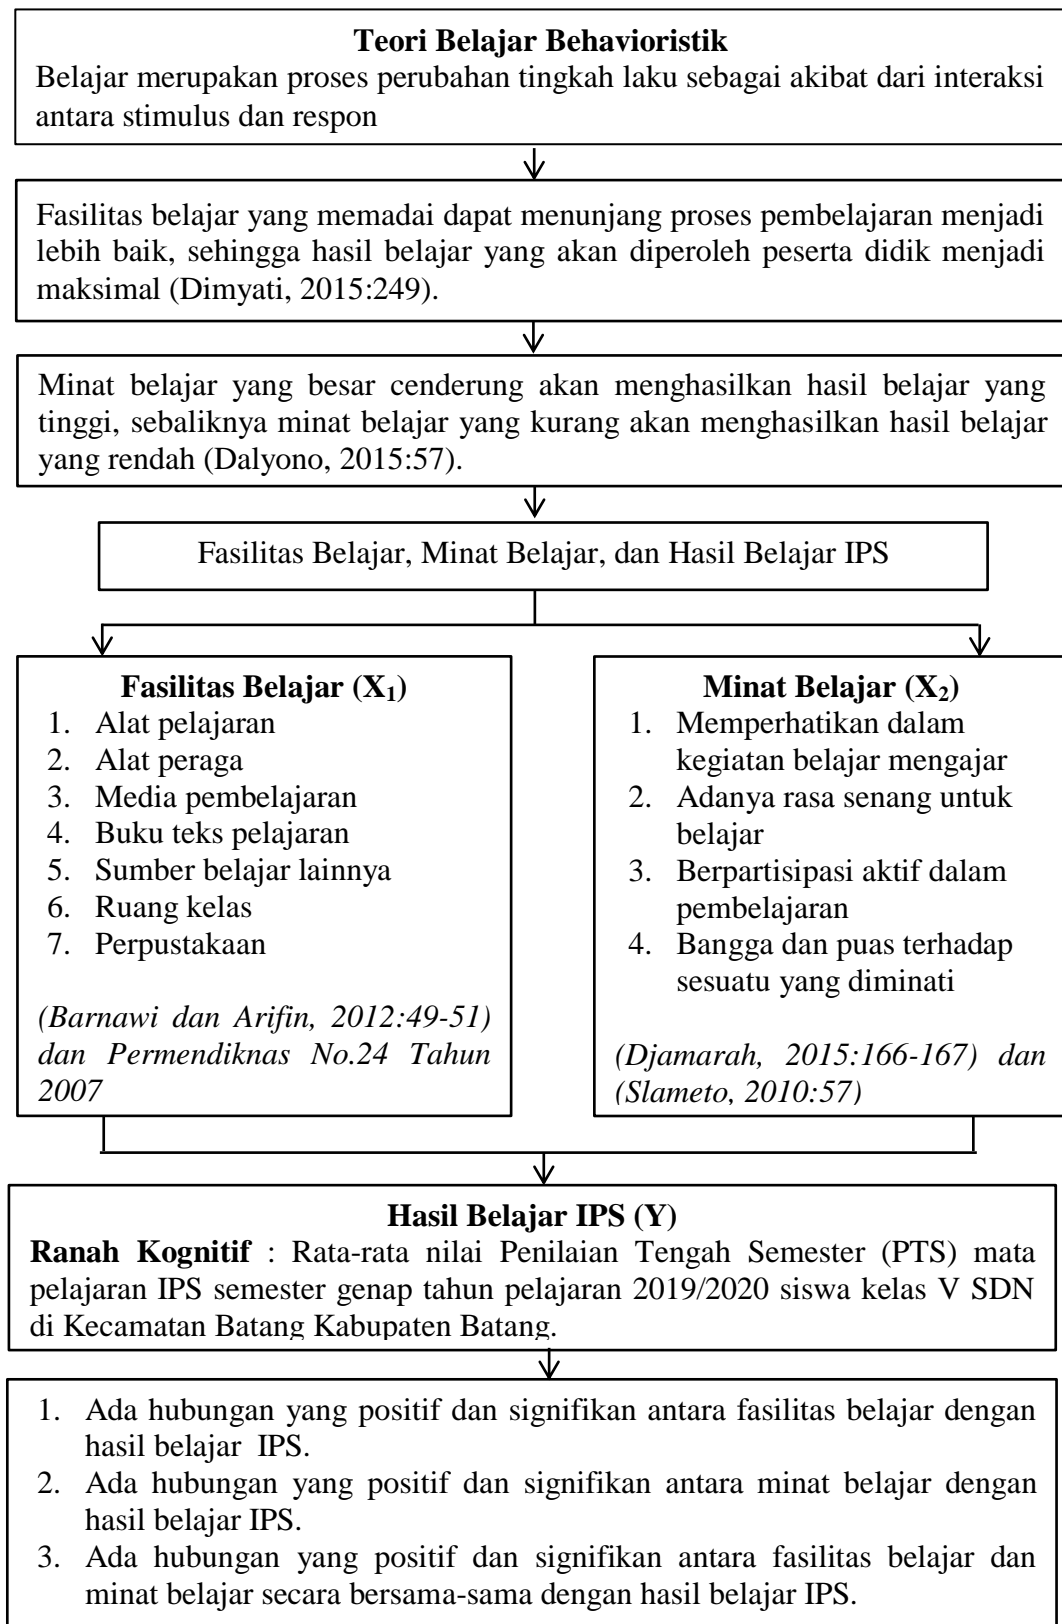 Teori Belajar Behavioristik
Belajar merupakan proses perubahan tingkah laku sebagai akibat dari interaksi
antara stimulus dan respon
Fasilitas belajar yang memadai dapat menunjang proses pembelajaran menjadi
lebih baik, sehingga hasil belajar yang akan diperoleh peserta didik menjadi
maksimal (Dimyati, 2015:249).
Minat belajar yang besar cenderung akan menghasilkan hasil belajar yang
tinggi, sebaliknya minat belajar yang kurang akan menghasilkan hasil belajar
yang rendah (Dalyono, 2015:57).
Fasilitas Belajar, Minat Belajar, dan Hasil Belajar IPS
Fasilitas Belajar (X₁)
1. Alat pelajaran
2. Alat peraga
3. Media pembelajaran
4. Buku teks pelajaran
5. Sumber belajar lainnya
6. Ruang kelas
7. Perpustakaan
(Barnawi dan Arifin, 2012:49-51)
dan Permendiknas No.24 Tahun
2007
Minat Belajar (X₂)
1. Memperhatikan dalam
kegiatan belajar mengajar
2. Adanya rasa senang untuk
belajar
3. Berpartisipasi aktif dalam
pembelajaran
4. Bangga dan puas terhadap
sesuatu yang diminati
(Djamarah, 2015:166-167) dan
(Slameto, 2010:57)
Hasil Belajar IPS (Y)
Ranah Kognitif : Rata-rata nilai Penilaian Tengah Semester (PTS) mata
pelajaran IPS semester genap tahun pelajaran 2019/2020 siswa kelas V SDN
di Kecamatan Batang Kabupaten Batang.
1. Ada hubungan yang positif dan signifikan antara fasilitas belajar dengan
hasil belajar IPS.
2. Ada hubungan yang positif dan signifikan antara minat belajar dengan
hasil belajar IPS.
3. Ada hubungan yang positif dan signifikan antara fasilitas belajar dan
minat belajar secara bersama-sama dengan hasil belajar IPS.